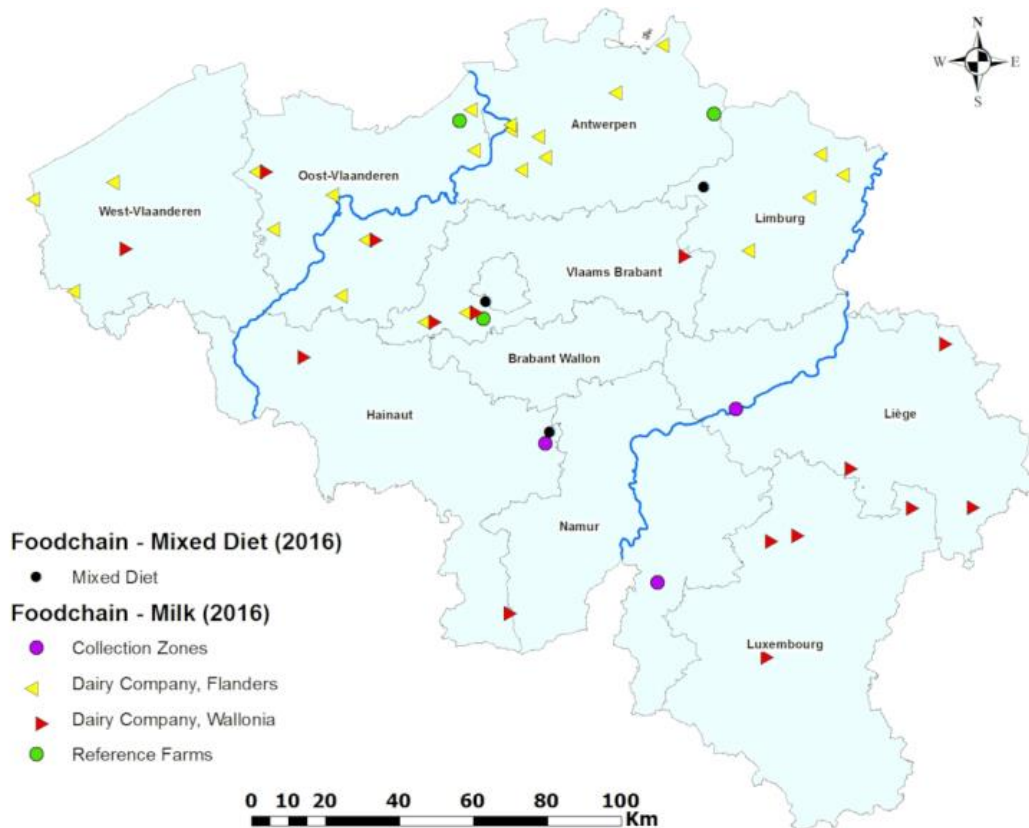 N
W E
S
Antwerpen
Oost-Vlaanderen
West-Vlaanderen
Limburg
Vlaams Brabant
Brabant Wallon
Hainaut
Liège
Namur
Luxembourg
Foodchain - Mixed Diet (2016)
Mixed Diet
Foodchain - Milk (2016)
Collection Zones
Dairy Company, Flanders
Dairy Company, Wallonia
Reference Farms
0 10 20 40 60 80 100
Km